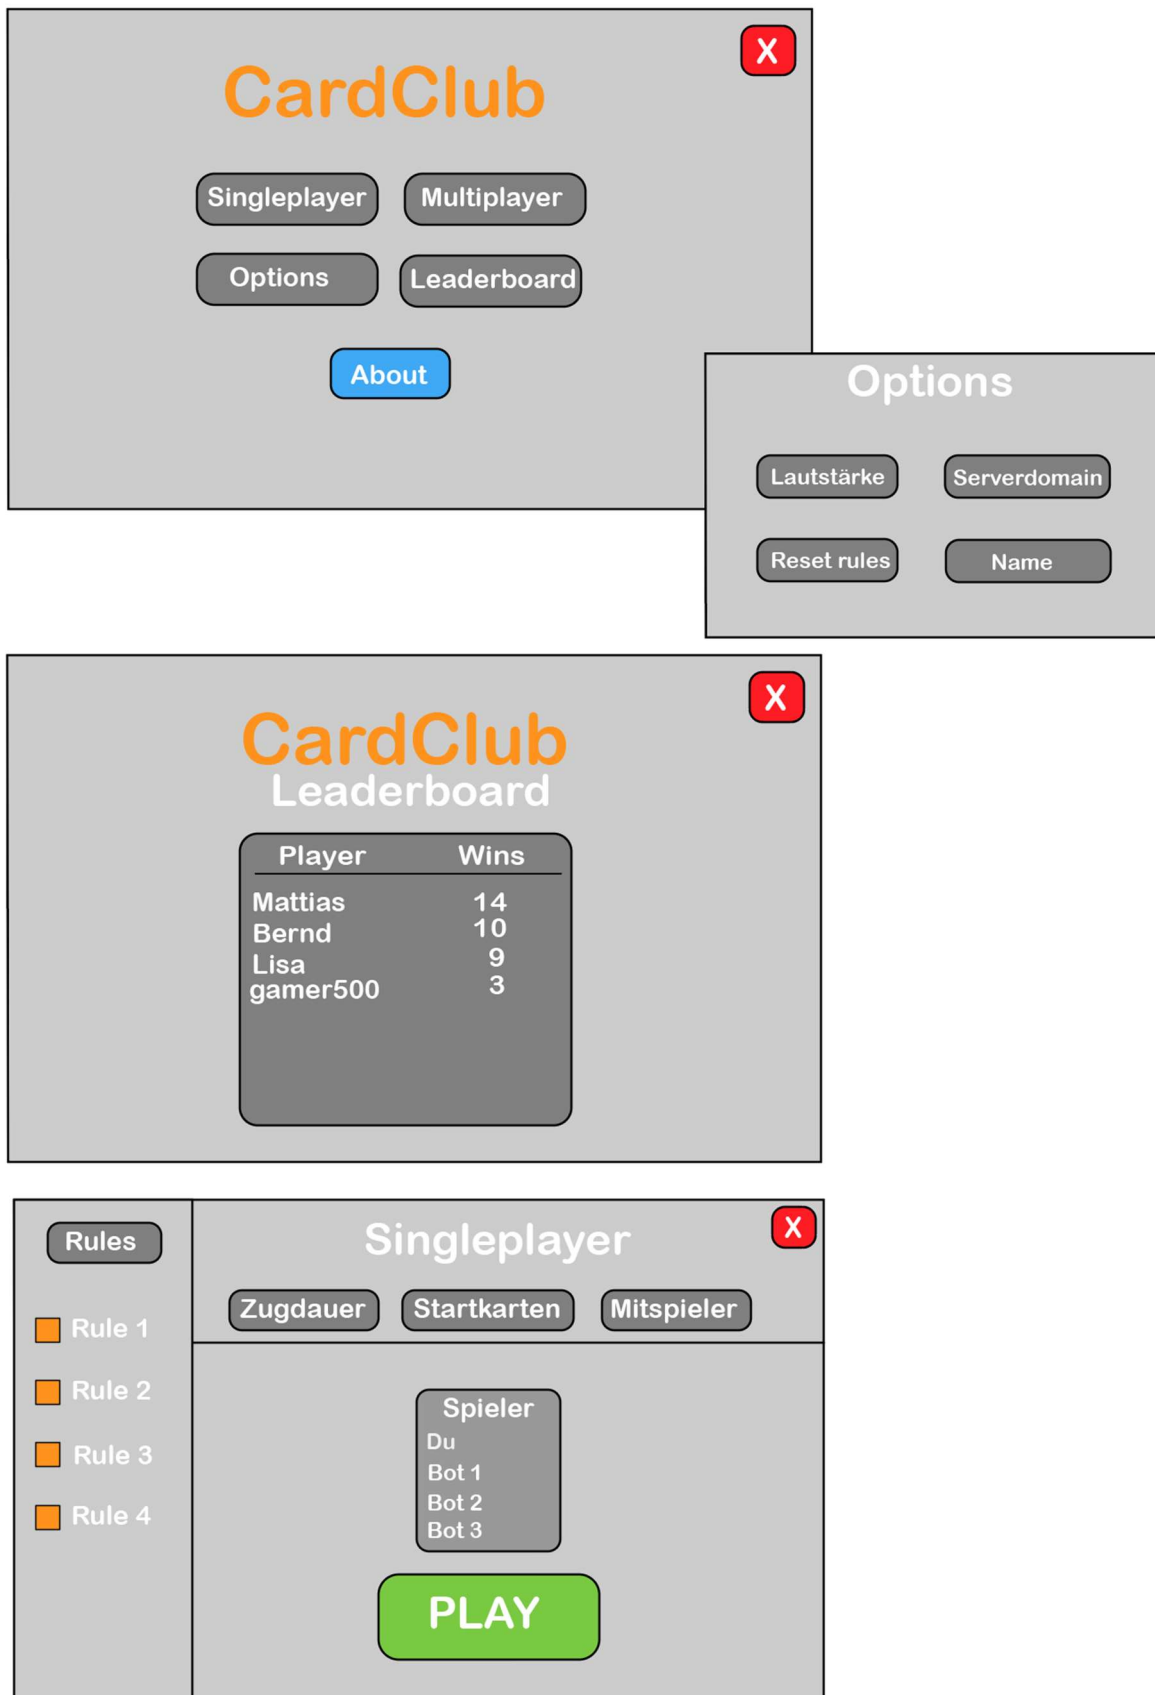 X
CardClub
Singleplayer Multiplayer
Options Leaderboard
About
Options
Lautstärke Serverdomain
Reset rules Name
X
CardClub
Leaderboard
Player Wins
Mattias 14
Bernd 10
Lisa 9
gamer500 3
Rules
Rule 1
Rule 2
Rule 3
Rule 4
Singleplayer
X
Zugdauer Startkarten Mitspieler
Spieler
Du
Bot 1
Bot 2
Bot 3
PLAY